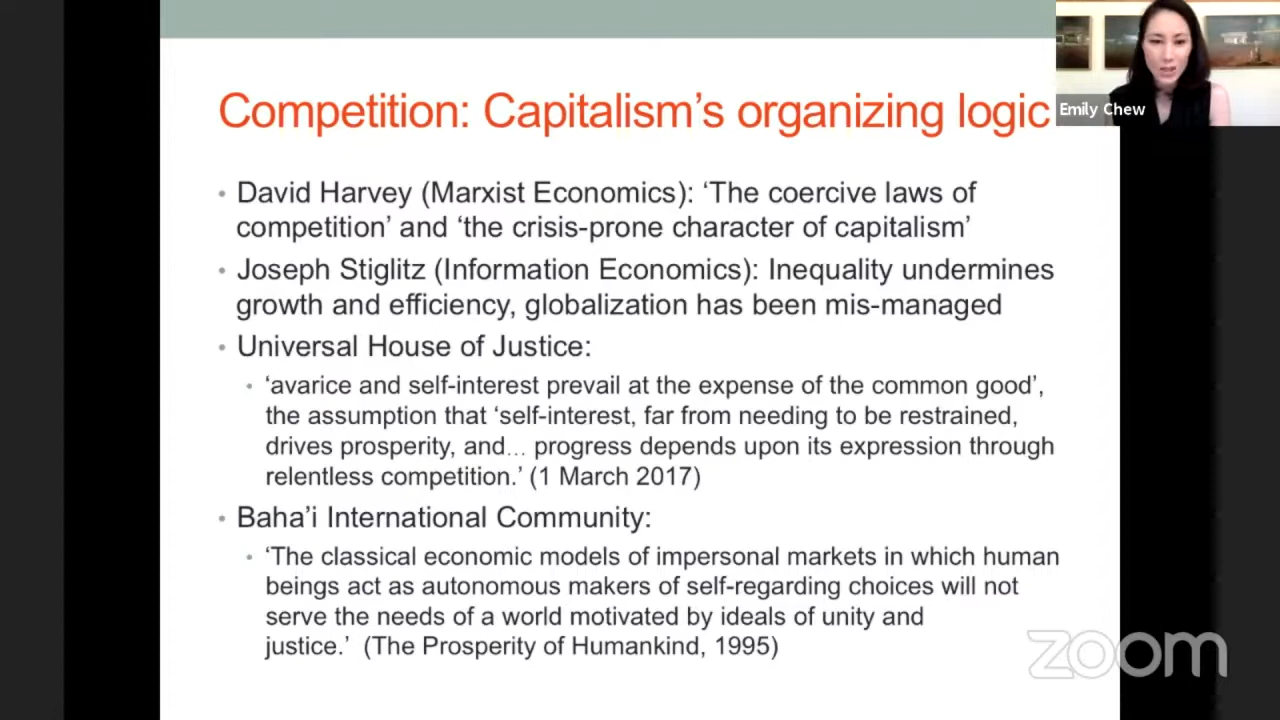 Competition: Capitalism’s organizing logic
Emily Chew
• David Harvey (Marxist Economics): ‘The coercive laws of
competition’ and ‘the crisis-prone character of capitalism’
• Joseph Stiglitz (Information Economics): Inequality undermines
growth and efficiency, globalization has been mis-managed
• Universal House of Justice:
• ‘avarice and self-interest prevail at the expense of the common good’,
the assumption that ‘self-interest, far from needing to be restrained,
drives prosperity, and… progress depends upon its expression through
relentless competition.’ (1 March 2017)
• Baha’i International Community:
• ‘The classical economic models of impersonal markets in which human
beings act as autonomous makers of self-regarding choices will not
serve the needs of a world motivated by ideals of unity and
justice.’ (The Prosperity of Humankind, 1995)
zoom